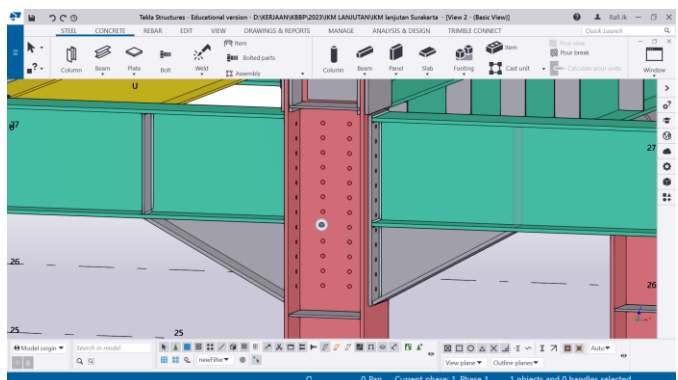 Tekla Structures - Educational version - D:\KERJAAN\KBBP\2023\IKM LANJUTAN\IKM lanjutan Surakarta - [View 2 - (Basic View)]
Rafi.Ik
STEEL CONCRETE REBAR EDIT VIEW DRAWINGS & REPORTS MANAGE ANALYSIS & DESIGN TRIMBLE CONNECT Quick Launch
Item
Bolted parts
Assembly
Column Beam Plate Bolt Weld
Column Beam Panel Slab Footing
Item
Cast unit
Pour view
Pour break
Calculate pour units
Window
U
27
27
26
26
25
25
Model origin
Search in model
newFilter
Auto
View plane Outline planes
0 Pan Current phase: 1, Phase 1 1 objects and 0 handles selected